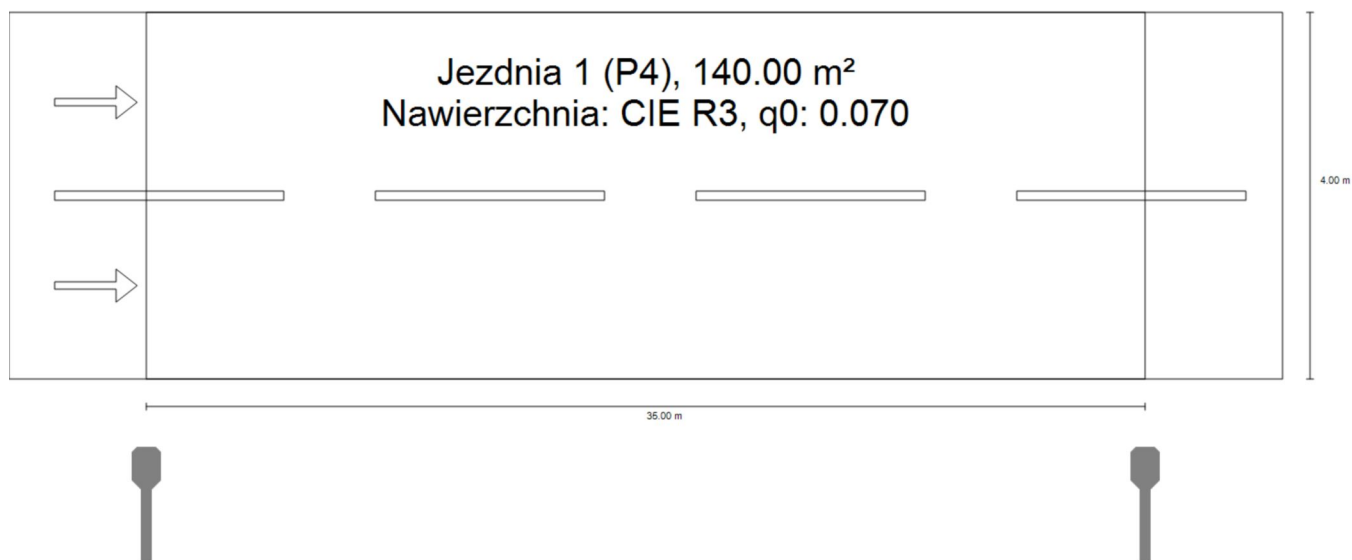 Jezdnia 1 (P4), 140.00 m²
Nawierzchnia: CIE R3, q0: 0.070
4.00 m
35.00 m